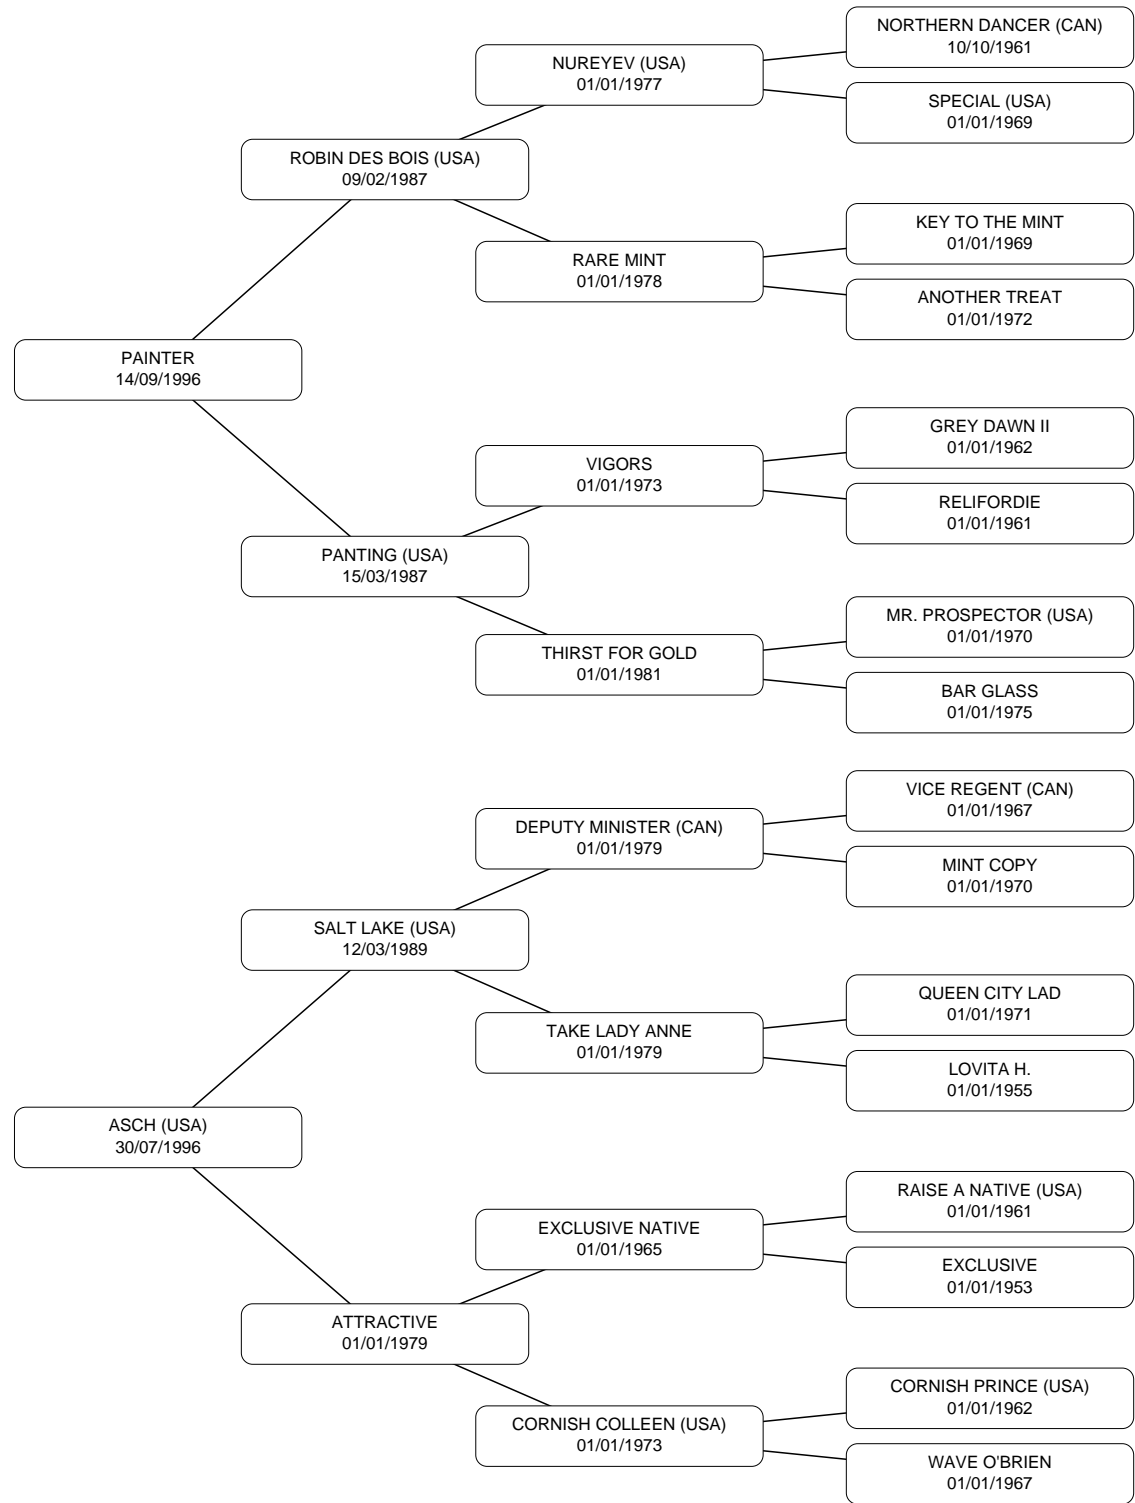 NORTHERN DANCER (CAN)
10/10/1961
NUREYEV (USA)
01/01/1977
SPECIAL (USA)
01/01/1969
ROBIN DES BOIS (USA)
09/02/1987
KEY TO THE MINT
01/01/1969
RARE MINT
01/01/1978
ANOTHER TREAT
01/01/1972
PAINTER
14/09/1996
GREY DAWN II
01/01/1962
VIGORS
01/01/1973
RELIFORDIE
01/01/1961
PANTING (USA)
15/03/1987
MR. PROSPECTOR (USA)
01/01/1970
THIRST FOR GOLD
01/01/1981
BAR GLASS
01/01/1975
VICE REGENT (CAN)
01/01/1967
DEPUTY MINISTER (CAN)
01/01/1979
MINT COPY
01/01/1970
SALT LAKE (USA)
12/03/1989
QUEEN CITY LAD
01/01/1971
TAKE LADY ANNE
01/01/1979
LOVITA H.
01/01/1955
ASCH (USA)
30/07/1996
RAISE A NATIVE (USA)
01/01/1961
EXCLUSIVE NATIVE
01/01/1965
EXCLUSIVE
01/01/1953
ATTRACTIVE
01/01/1979
CORNISH PRINCE (USA)
01/01/1962
CORNISH COLLEEN (USA)
01/01/1973
WAVE O'BRIEN
01/01/1967